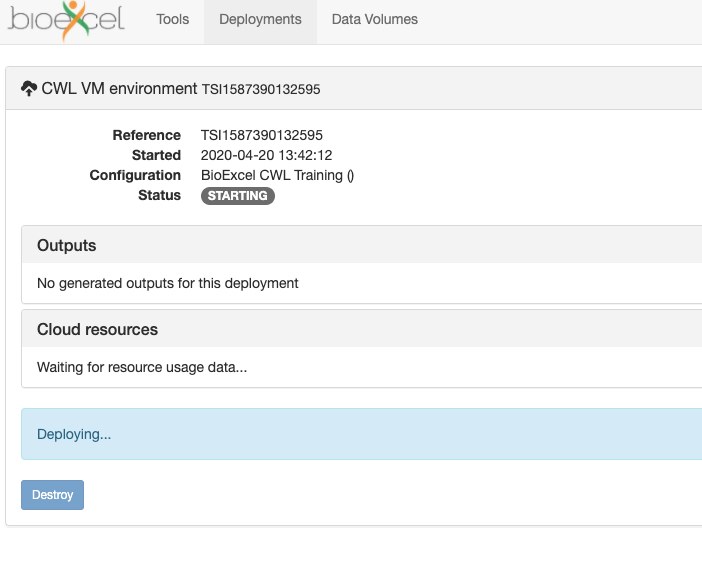 bioexcel Tools Deployments Data Volumes
CWL VM environment TSI1587390132595
Reference TSI1587390132595
Started 2020-04-20 13:42:12
Configuration BioExcel CWL Training ()
Status STARTING
Outputs
No generated outputs for this deployment
Cloud resources
Waiting for resource usage data...
Deploying...
Destroy